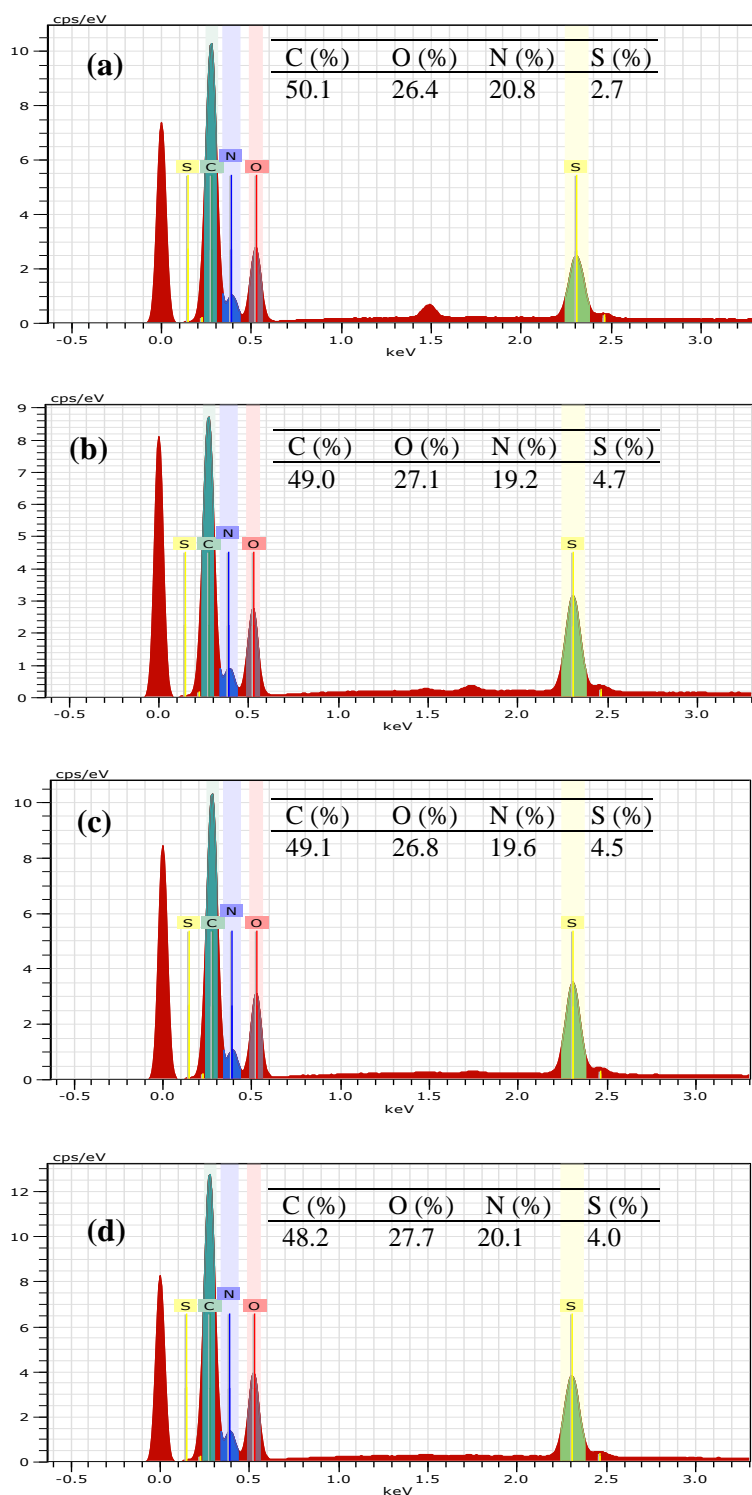 cps/eV
(a)
C (%) O (%) N (%) S (%)
50.1 26.4 20.8 2.7
10
8
6
4
2
0
S C N O S
-0.5 0.0 0.5 1.0 1.5 2.0 2.5 3.0
keV
cps/eV
(b)
C (%) O (%) N (%) S (%)
49.0 27.1 19.2 4.7
9
8
7
6
5
4
3
2
1
0
S C N O S
-0.5 0.0 0.5 1.0 1.5 2.0 2.5 3.0
keV
cps/eV
(c)
C (%) O (%) N (%) S (%)
49.1 26.8 19.6 4.5
10
8
6
4
2
0
S C N O S
-0.5 0.0 0.5 1.0 1.5 2.0 2.5 3.0
keV
cps/eV
(d)
C (%) O (%) N (%) S (%)
48.2 27.7 20.1 4.0
12
10
8
6
4
2
0
S C N O S
-0.5 0.0 0.5 1.0 1.5 2.0 2.5 3.0
keV